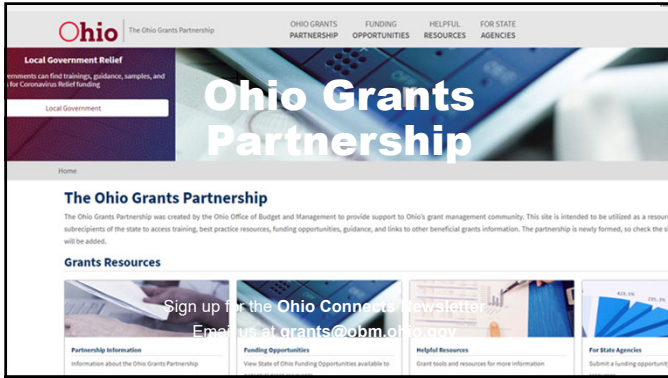 Ohio The Ohio Grants Partnership
OHIO GRANTS PARTNERSHIP
FUNDING OPPORTUNITIES
HELPFUL RESOURCES
FOR STATE AGENCIES
Local Government Relief
ernments can find trainings, guidance, samples, and
for Coronavirus Relief funding
Local Government
Ohio Grants
Partnership
Home
The Ohio Grants Partnership
The Ohio Grants Partnership was created by the Ohio Office of Budget and Management to provide support to Ohio's grant management community. This site is intended to be utilized as a resour
subrecipients of the state to access training, best practice resources, funding opportunities, guidance, and links to other beneficial grants information. The partnership is newly formed, so check the si
will be added.
Grants Resources
Sign up for the Ohio Connects Newsletter
Email us at grants@obm.ohio.gov
Partnership Information
Information about the Ohio Grants Partnership
Funding Opportunities
View State of Ohio Funding Opportunities available to
Helpful Resources
Grant tools and resources for more information
For State Agencies
Submit a funding opportun